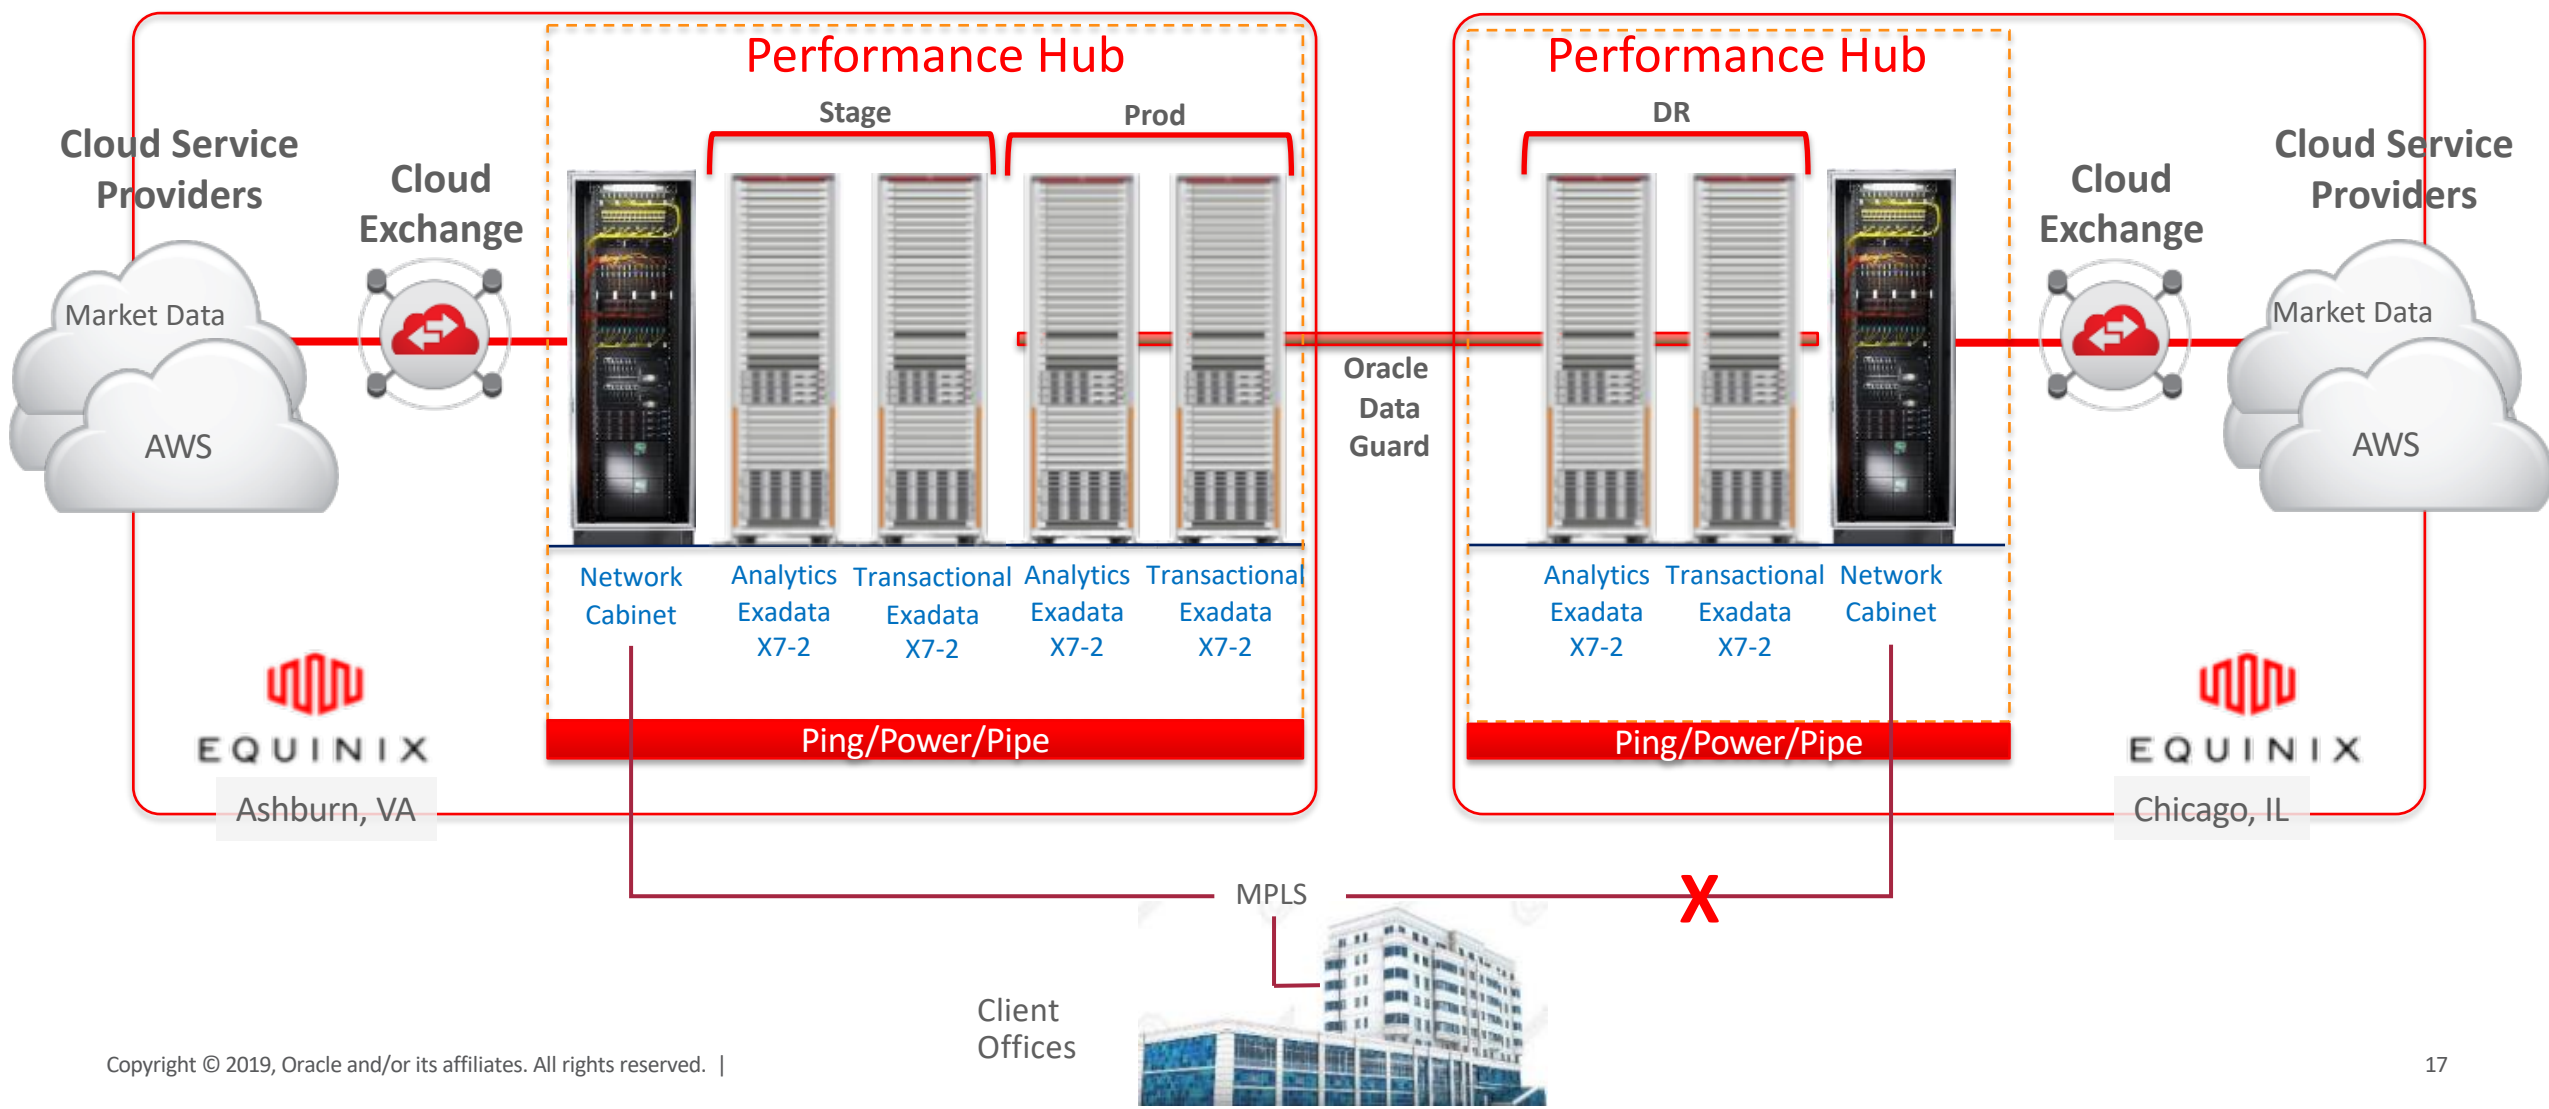 Performance Hub
Performance Hub
Stage
Prod
DR
Cloud Service
Providers
Cloud
Exchange
Cloud
Exchange
Cloud Service
Providers
Market Data
AWS
Market Data
AWS
Oracle
Data
Guard
Network
Cabinet
Analytics
Exadata
X7-2
Transactional
Exadata
X7-2
Analytics
Exadata
X7-2
Transactional
Exadata
X7-2
Analytics
Exadata
X7-2
Transactional
Exadata
X7-2
Network
Cabinet
EQUINIX
Ashburn, VA
Ping/Power/Pipe
Ping/Power/Pipe
EQUINIX
Chicago, IL
MPLS
X
Client
Offices
Copyright © 2019, Oracle and/or its affiliates. All rights reserved. |
17